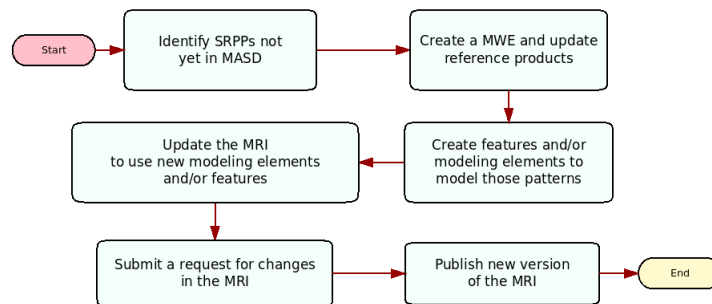 Start
Identify SRPPs not
yet in MASD
Create a MWE and update
reference products
Create features and/or
modeling elements to
model those patterns
Update the MRI
to use new modeling elements
and/or features
Submit a request for changes
in the MRI
Publish new version
of the MRI
End